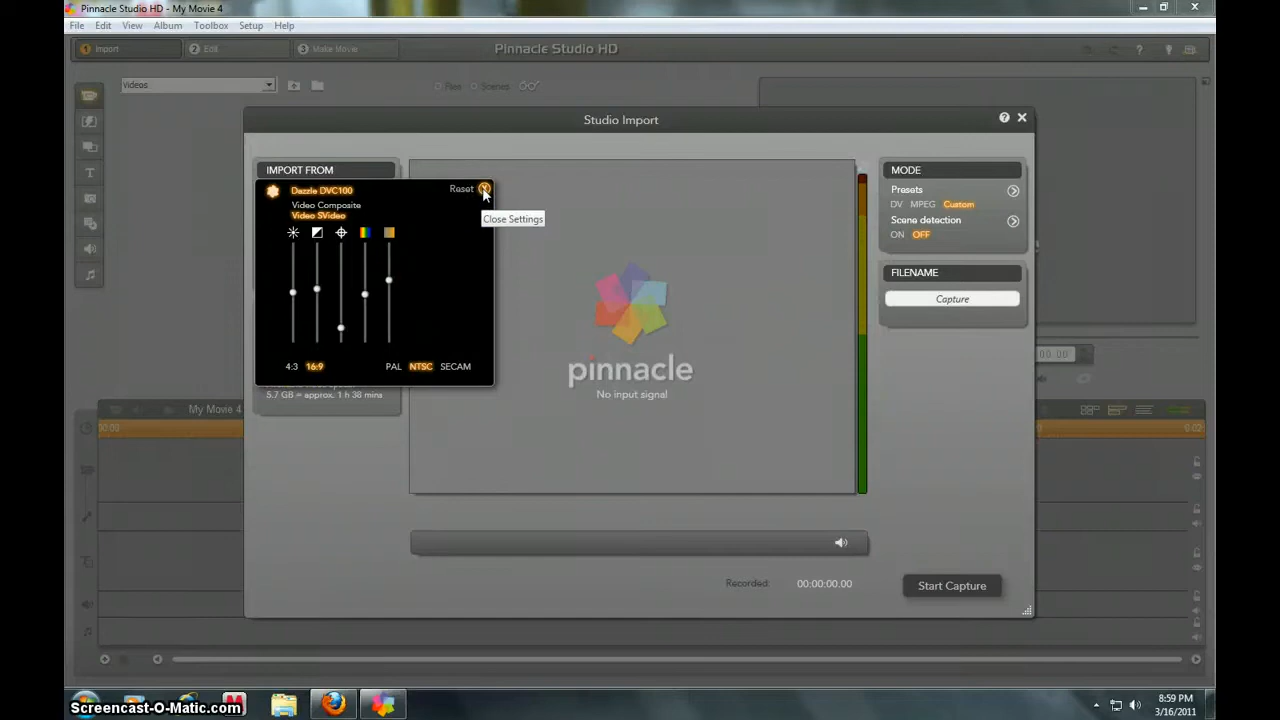 Pinnacle Studio HD - My Movie 4
File Edit View Album Toolbox Setup Help
1 Import 2 Edit 3 Make Movie Pinnacle Studio HD ?
Videos
Scenes
T
Studio Import ?
IMPORT FROM
Dazzle DVC100 Reset
Video Composite
Video SVideo
Close Settings
4:3 16:9 PAL NTSC SECAM
5.7 GB = approx. 1 h 38 mins
pinnacle
No input signal
MODE
Presets
DV MPEG Custom
Scene detection
ON OFF
FILENAME
Capture
Recorded: 00:00:00.00
Start Capture
My Movie 4
Screencast-O-Matic.com
8:59 PM
3/16/2011